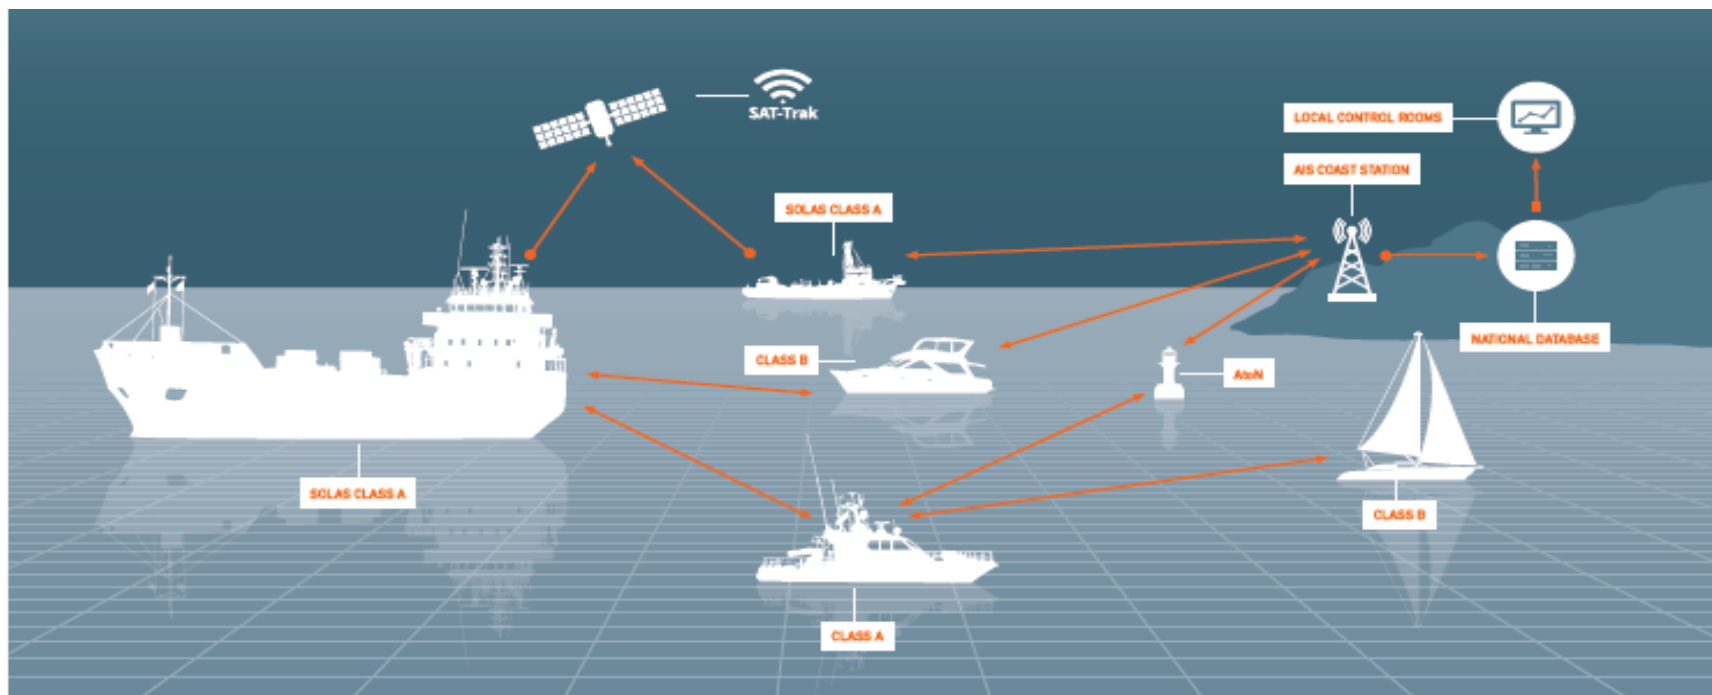 SAT-Trak
LOCAL CONTROL ROOMS
AIS COAST STATION
SOLAS CLASS A
NATIONAL DATABASE
CLASS B
AtoN
SOLAS CLASS A
CLASS B
CLASS A